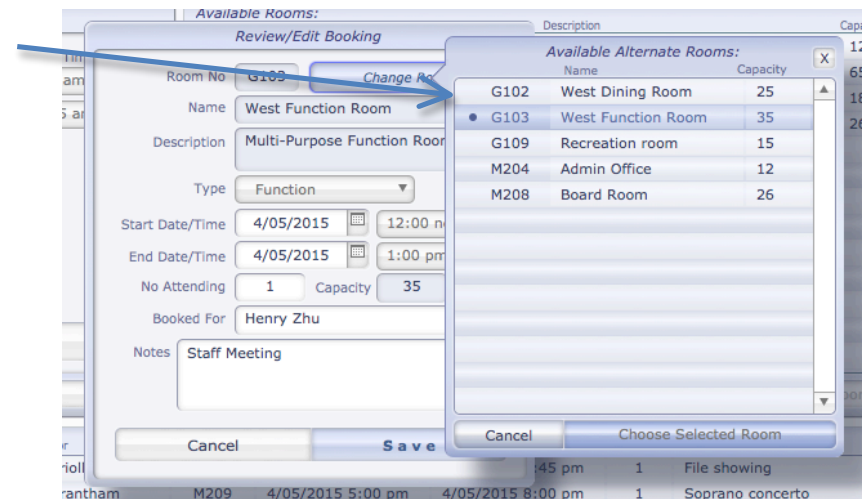 Available Rooms:
Description
Review/Edit Booking
Available Alternate Rooms:
X
Name Capacity
Room No G103 Change Ro
Name West Function Room
Description Multi-Purpose Function Roor
Type Function
Start Date/Time 4/05/2015 12:00 n
End Date/Time 4/05/2015 1:00 pm
No Attending 1 Capacity 35
Booked For Henry Zhu
Notes Staff Meeting
Cancel Save
G102 West Dining Room 25
G103 West Function Room 35
G109 Recreation room 15
M204 Admin Office 12
M208 Board Room 26
Cancel Choose Selected Room
:45 pm 1 File showing
rantham M209 4/05/2015 5:00 pm 4/05/2015 8:00 pm 1 Soprano concerto